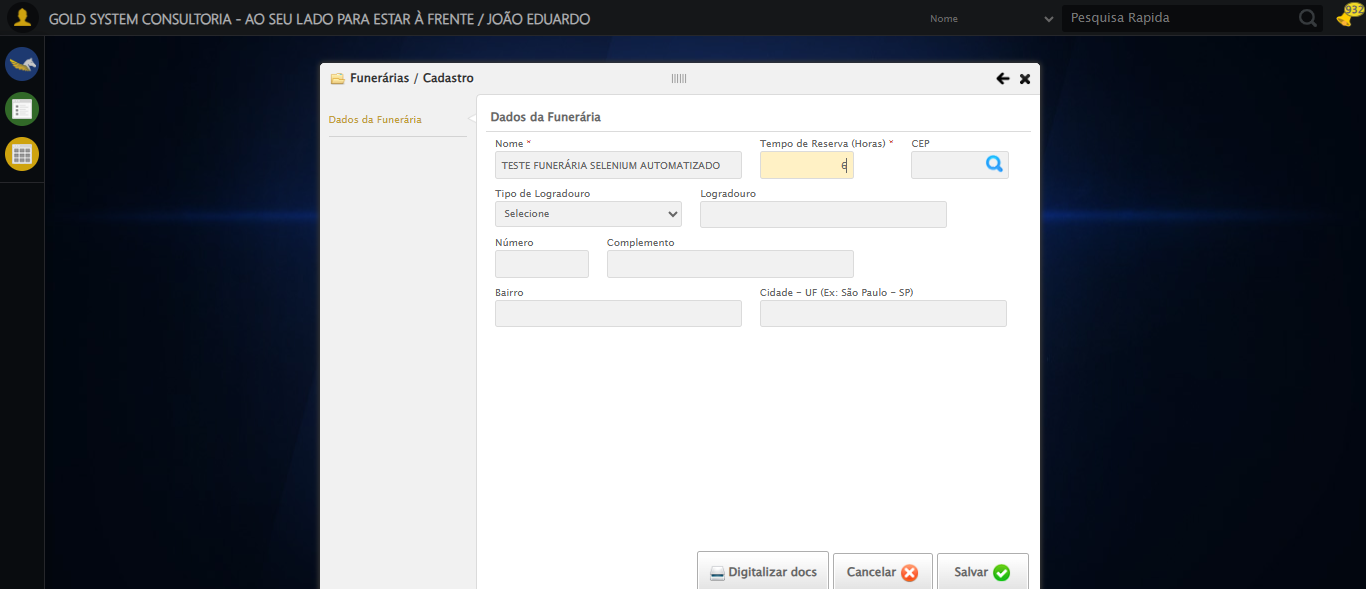 GOLD SYSTEM CONSULTORIA - AO SEU LADO PARA ESTAR À FRENTE / JOÃO EDUARDO
Nome
Pesquisa Rapida
932
Funerárias / Cadastro
Dados da Funerária
Dados da Funerária
Nome *
Tempo de Reserva (Horas) *
CEP
TESTE FUNERÁRIA SELENIUM AUTOMATIZADO
6
Tipo de Logradouro
Logradouro
Selecione
Número
Complemento
Bairro
Cidade - UF (Ex: São Paulo - SP)
Digitalizar docs
Cancelar
Salvar